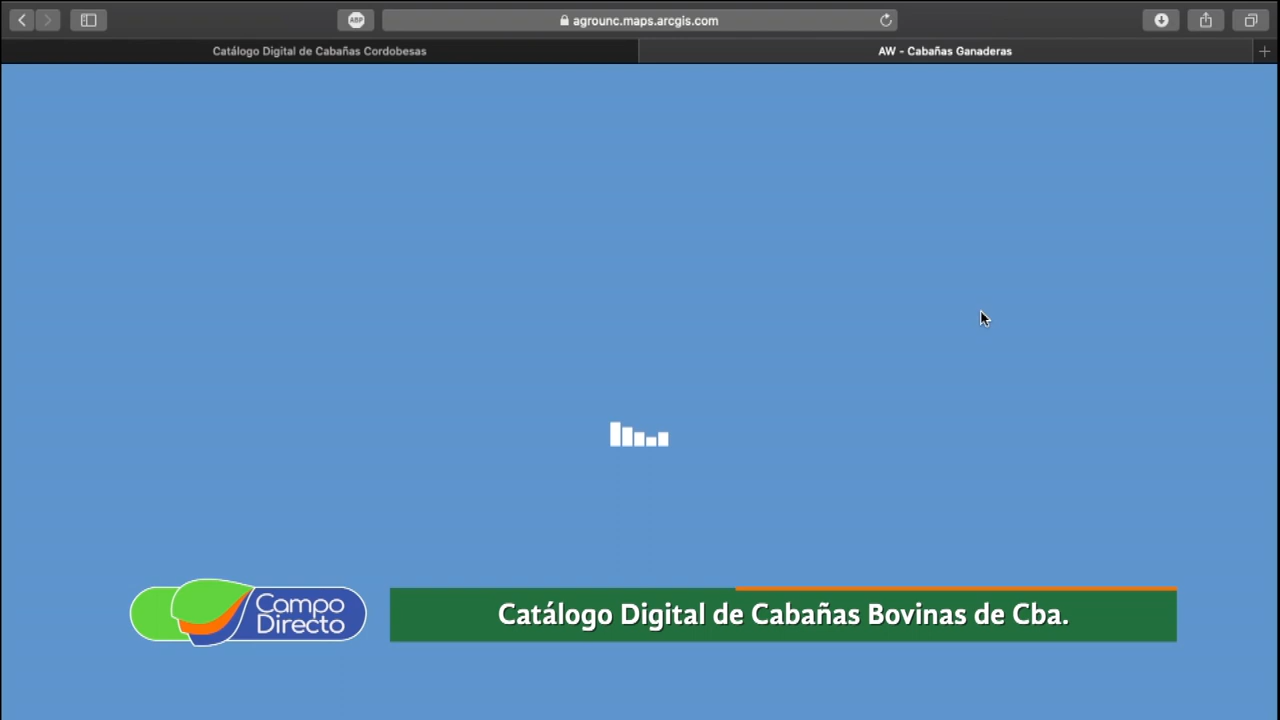 ABP
agrounc.maps.arcgis.com
Catálogo Digital de Cabañas Cordobesas
AW - Cabañas Ganaderas
Campo
Directo
Catálogo Digital de Cabañas Bovinas de Cba.